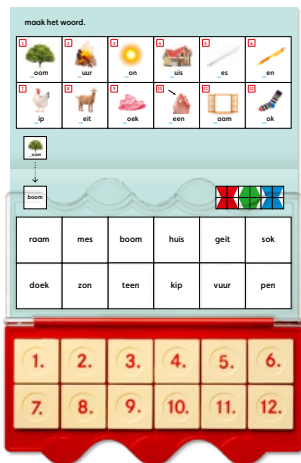 maak het woord.
1 2 3 4 5 6
_oom _uur _on _uis _es _en
7 8 9 10 11 12
_ip _eit _oek _een _aam _ok
_oom
boom
raam mes boom huis geit sok
doek zon teen kip vuur pen
1. 2. 3. 4. 5. 6.
7. 8. 9. 10. 11. 12.